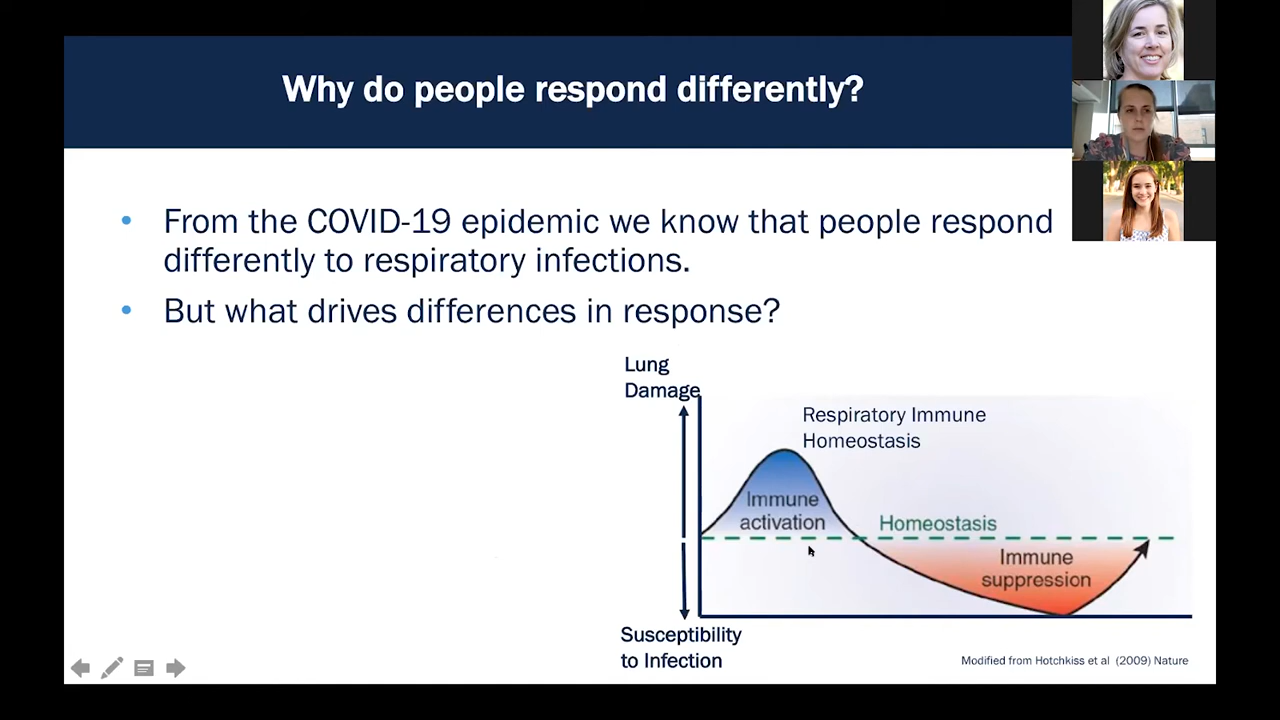 Why do people respond differently?
• From the COVID-19 epidemic we know that people respond
differently to respiratory infections.
• But what drives differences in response?
Lung
Damage
Respiratory Immune
Homeostasis
Immune
activation
Homeostasis
Immune
suppression
Susceptibility
to Infection
Modified from Hotchkiss et al (2009) Nature